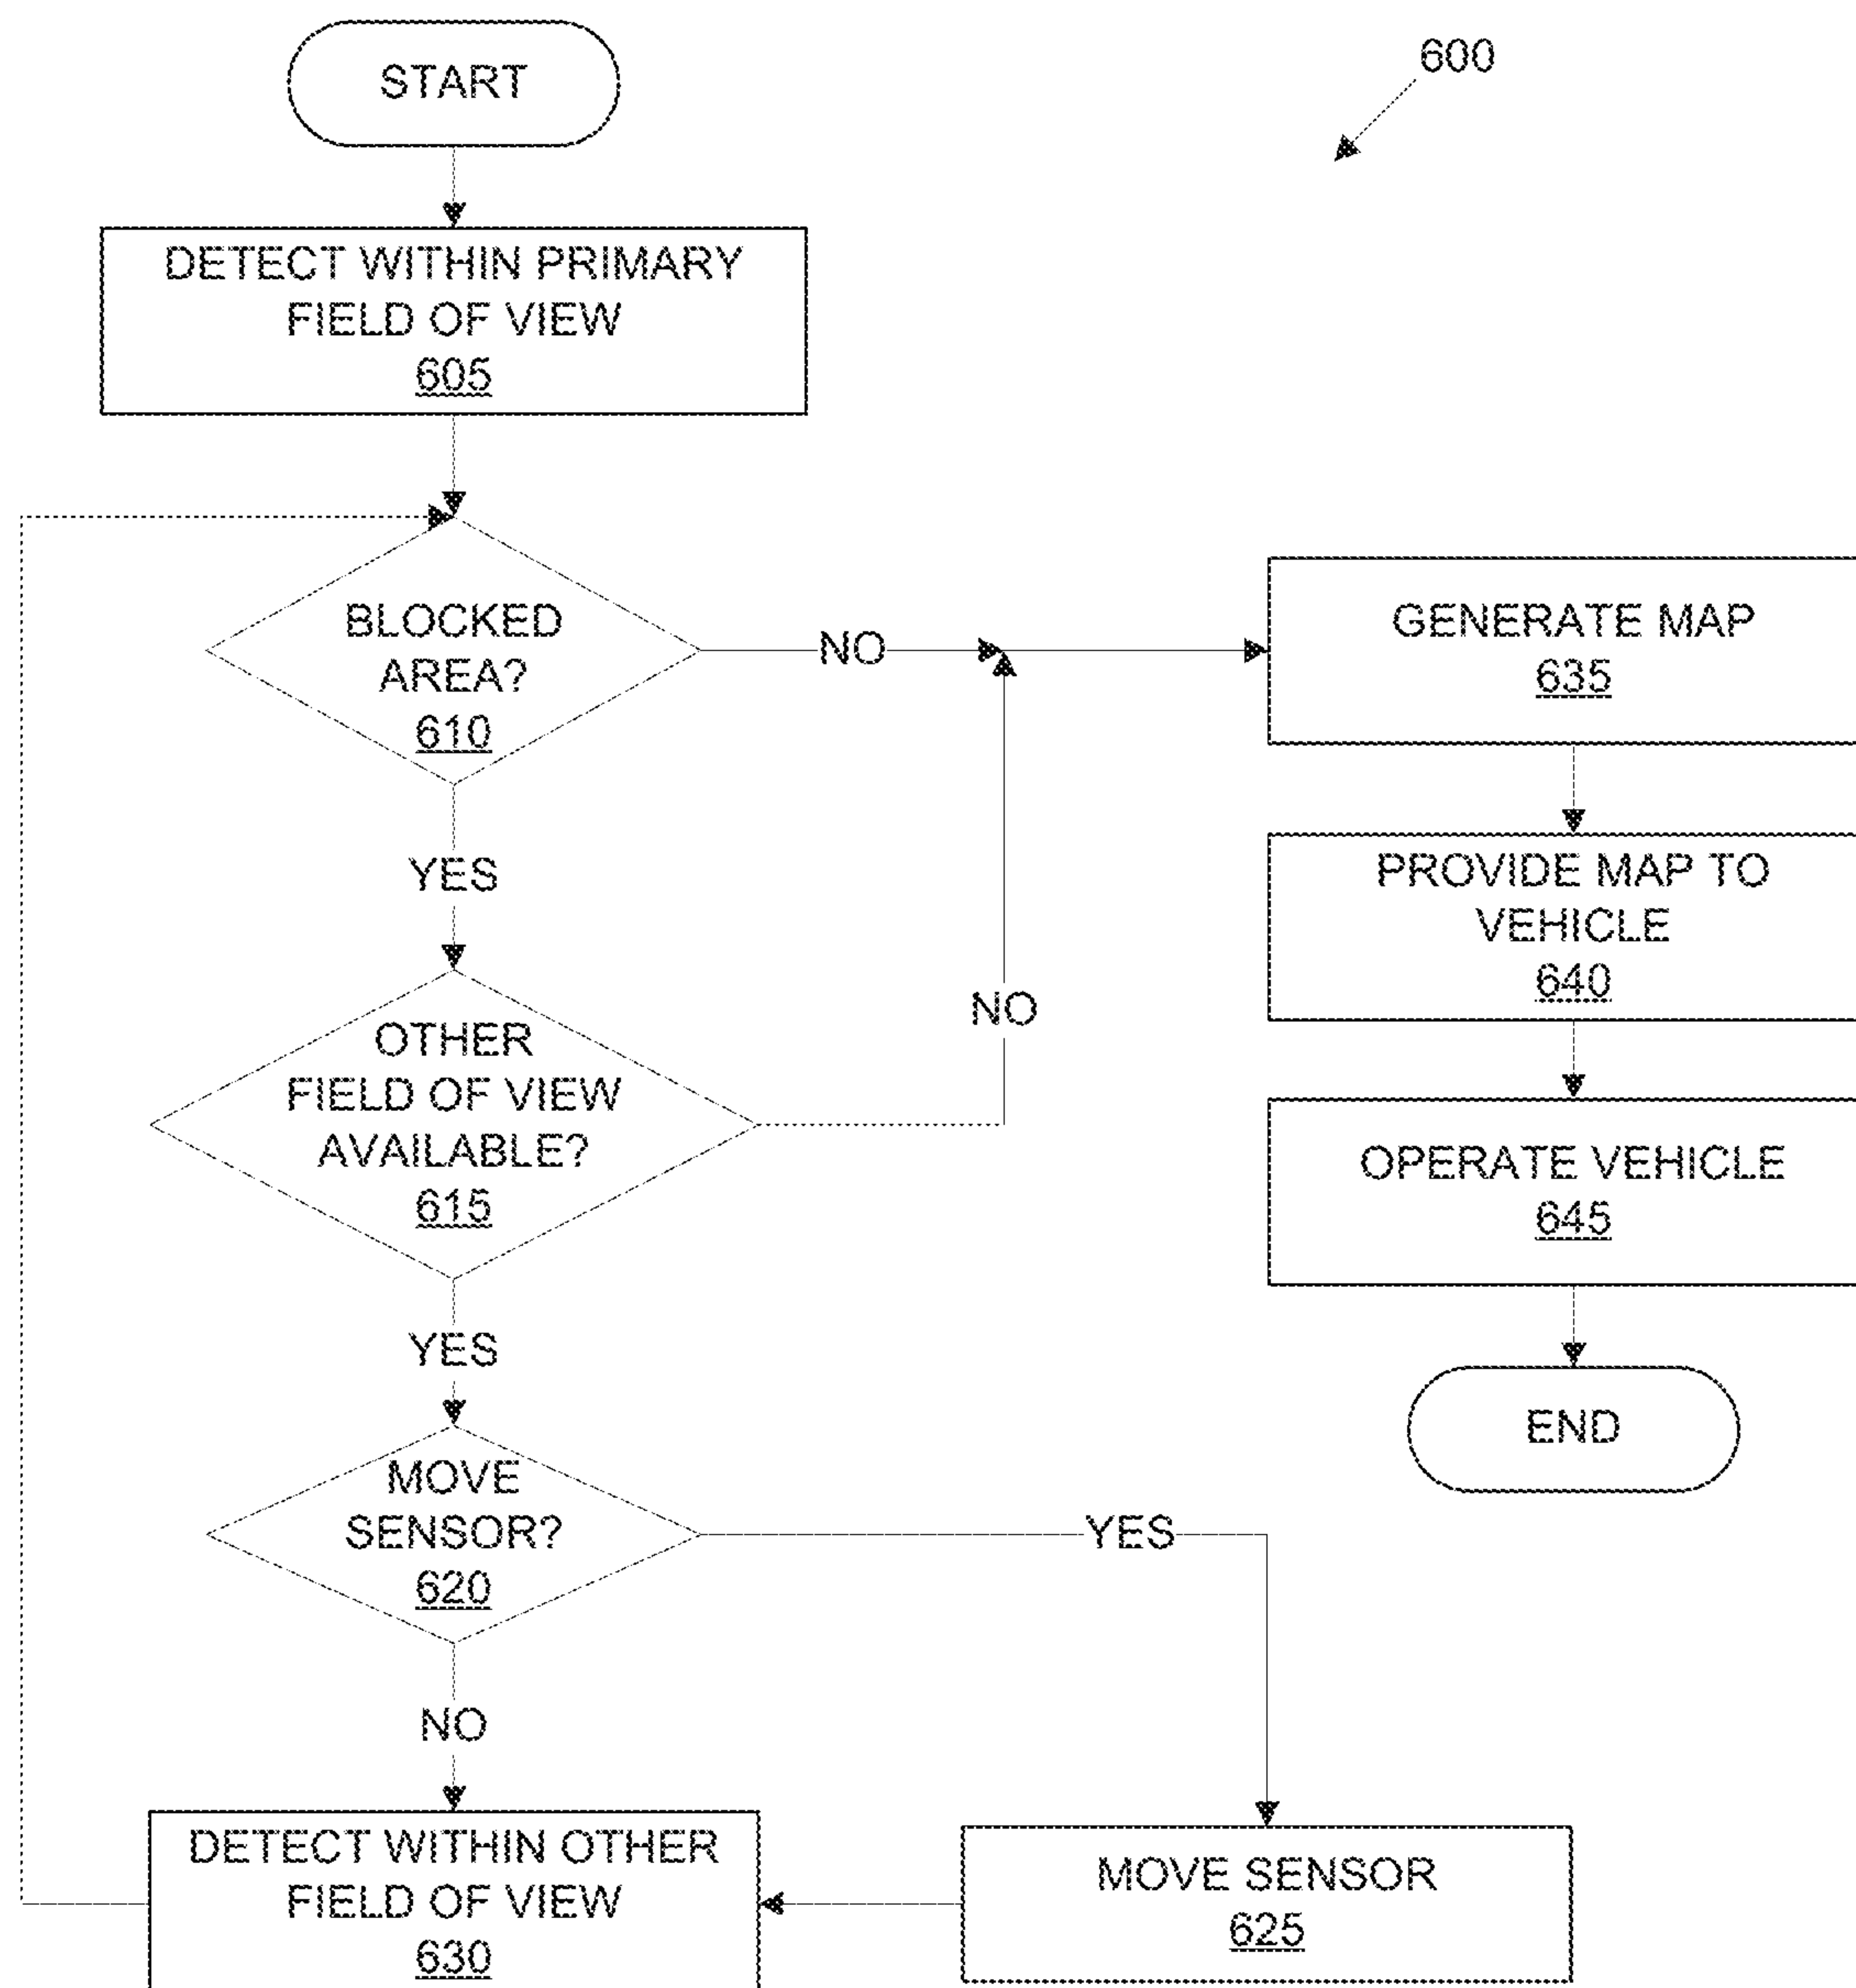 START
600
DETECT WITHIN PRIMARY
FIELD OF VIEW
605
BLOCKED
AREA?
610
NO
GENERATE MAP
635
YES
PROVIDE MAP TO
VEHICLE
640
NO
OTHER
FIELD OF VIEW
AVAILABLE?
615
OPERATE VEHICLE
645
YES
END
MOVE
SENSOR?
620
YES
NO
DETECT WITHIN OTHER
FIELD OF VIEW
630
MOVE SENSOR
625